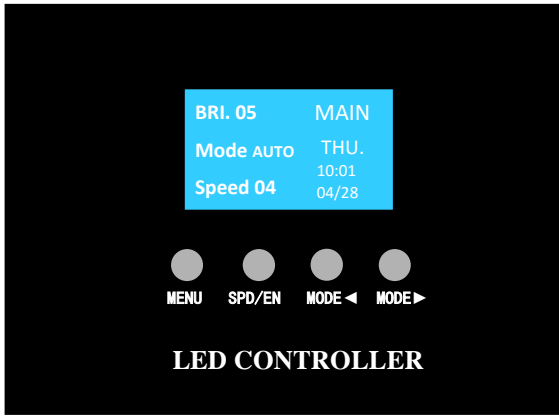 BRI. 05 MAIN
Mode AUTO THU.
10:01
Speed 04 04/28
MENU SPD/EN MODE◄ MODE►
LED CONTROLLER